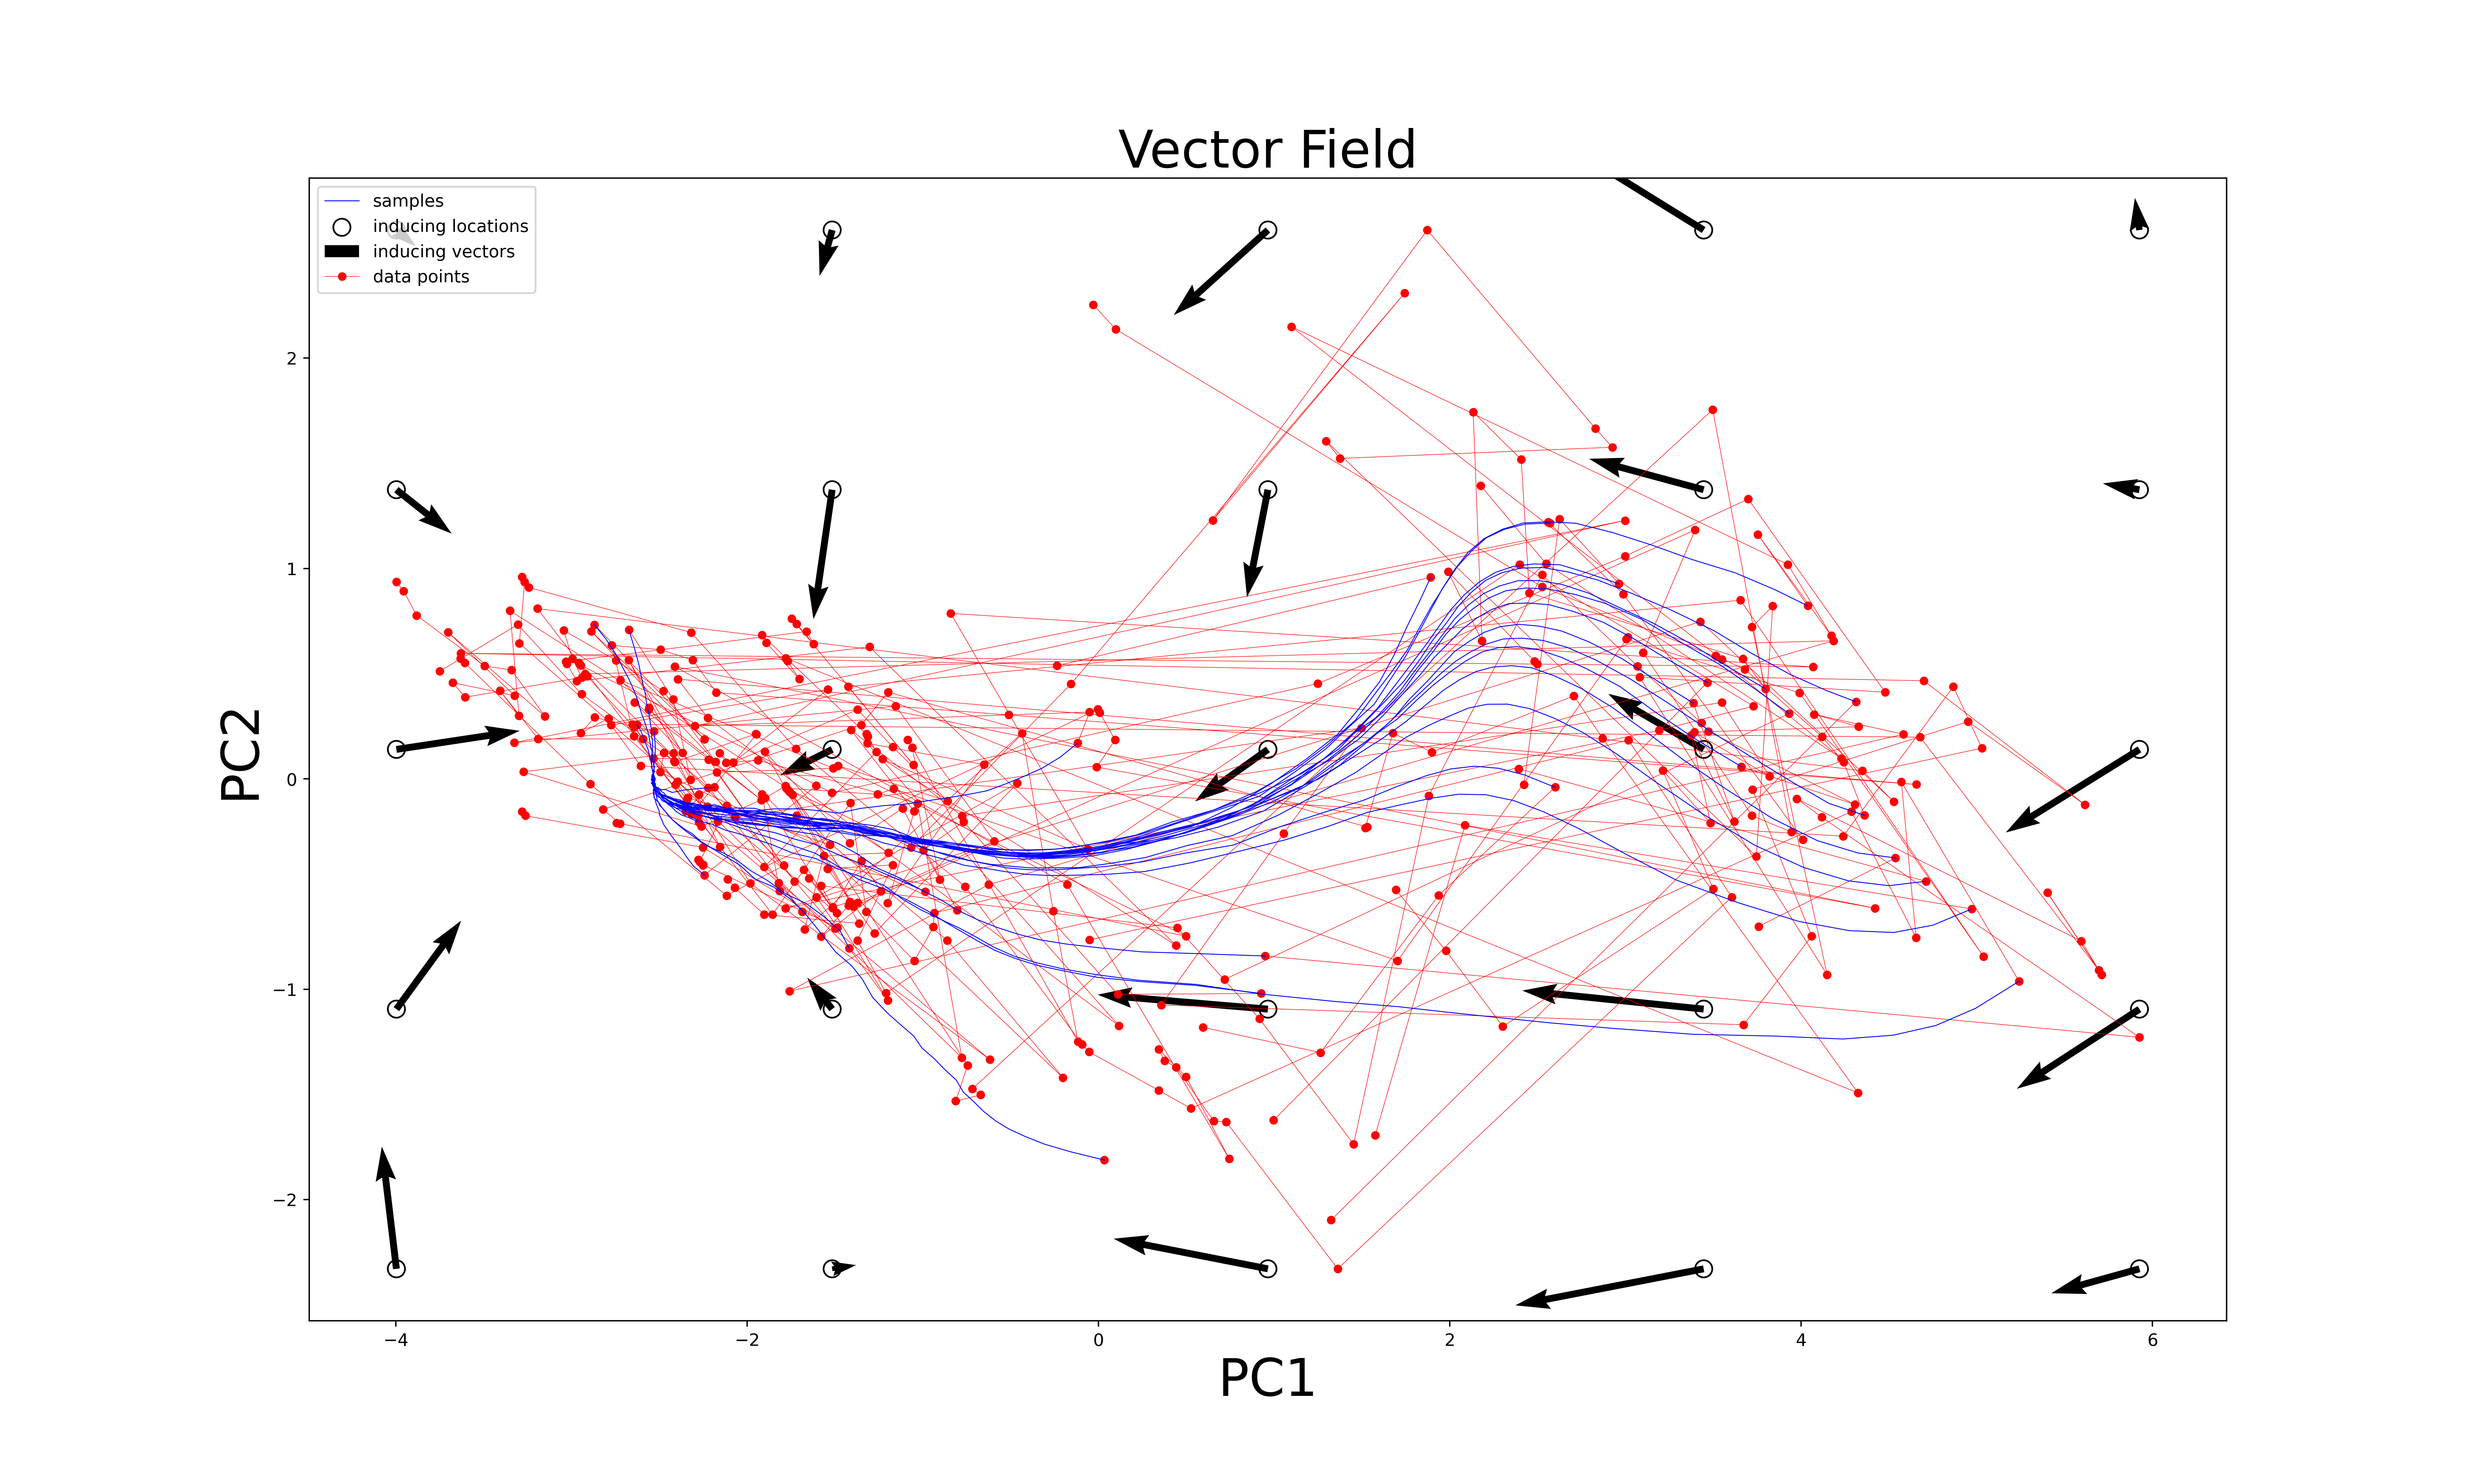 Vector Field
samples
inducing locations
inducing vectors
data points
2
1
0
−1
−2
PC2
−4
−2
0
2
4
6
PC1